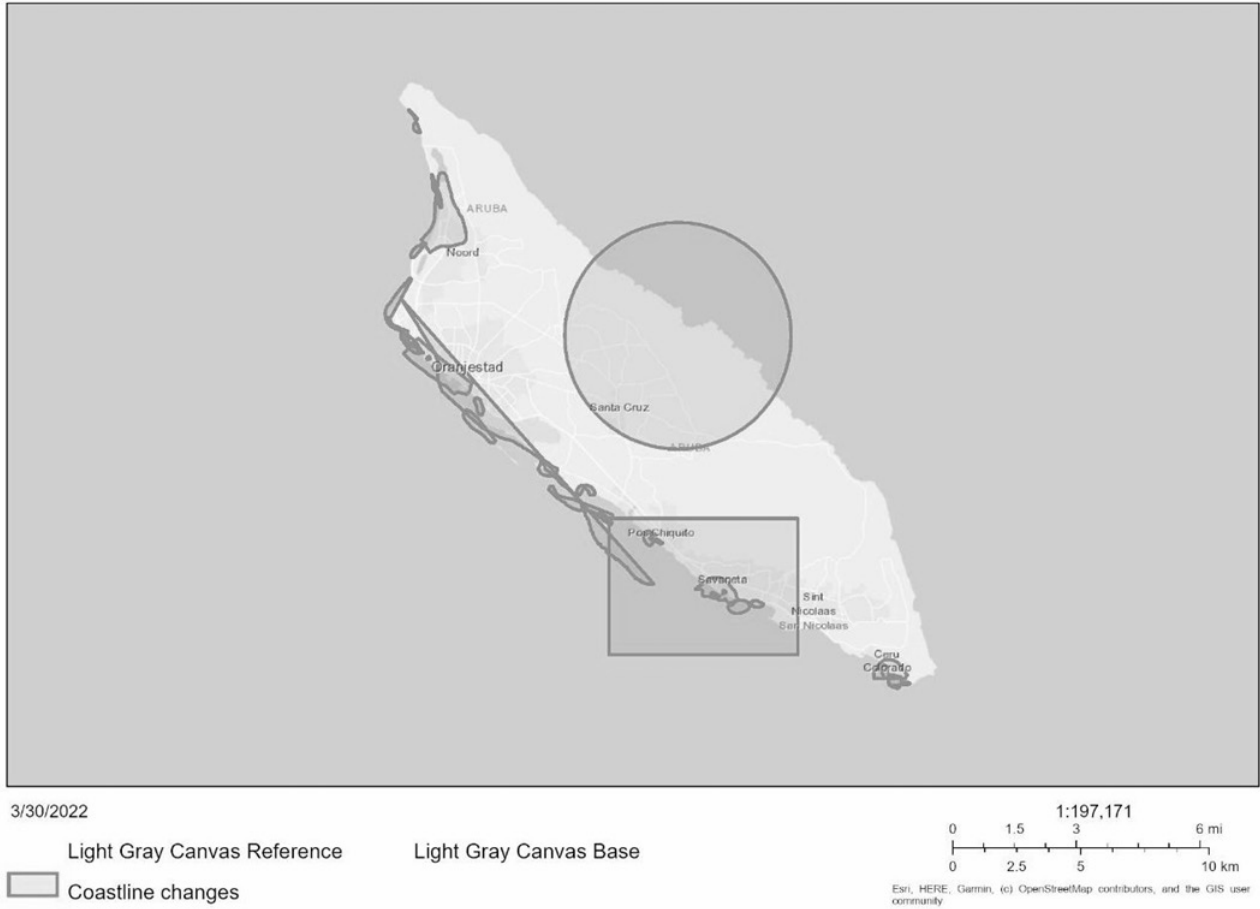 ARUBA
Noord
Oranjestad
Santa Cruz
ARUBA
Pos Chiquito
Savaneta
Sint
Nicolaas
San Nicolaas
Ceru
Colorado
3/30/2022
1:197,171
0 1.5 3 6 mi
0 2.5 5 10 km
Light Gray Canvas Reference Light Gray Canvas Base
Coastline changes
Esri, HERE, Garmin, (c) OpenStreetMap contributors, and the GIS user
community